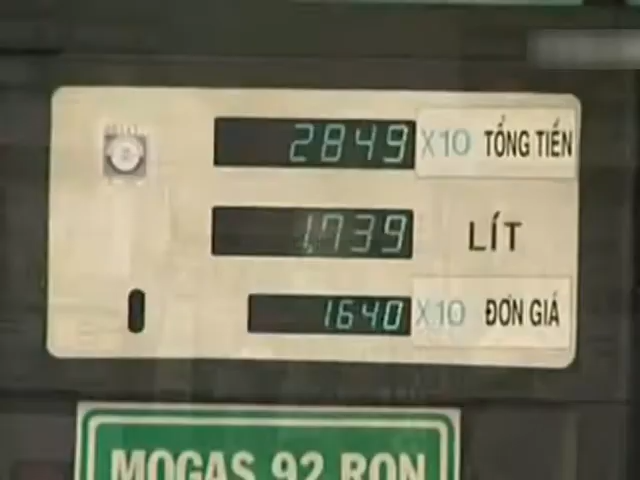 2849 X10 TỔNG TIỀN
1.739 LÍT
1640 X10 ĐƠN GIÁ
MOGAS 92 RON